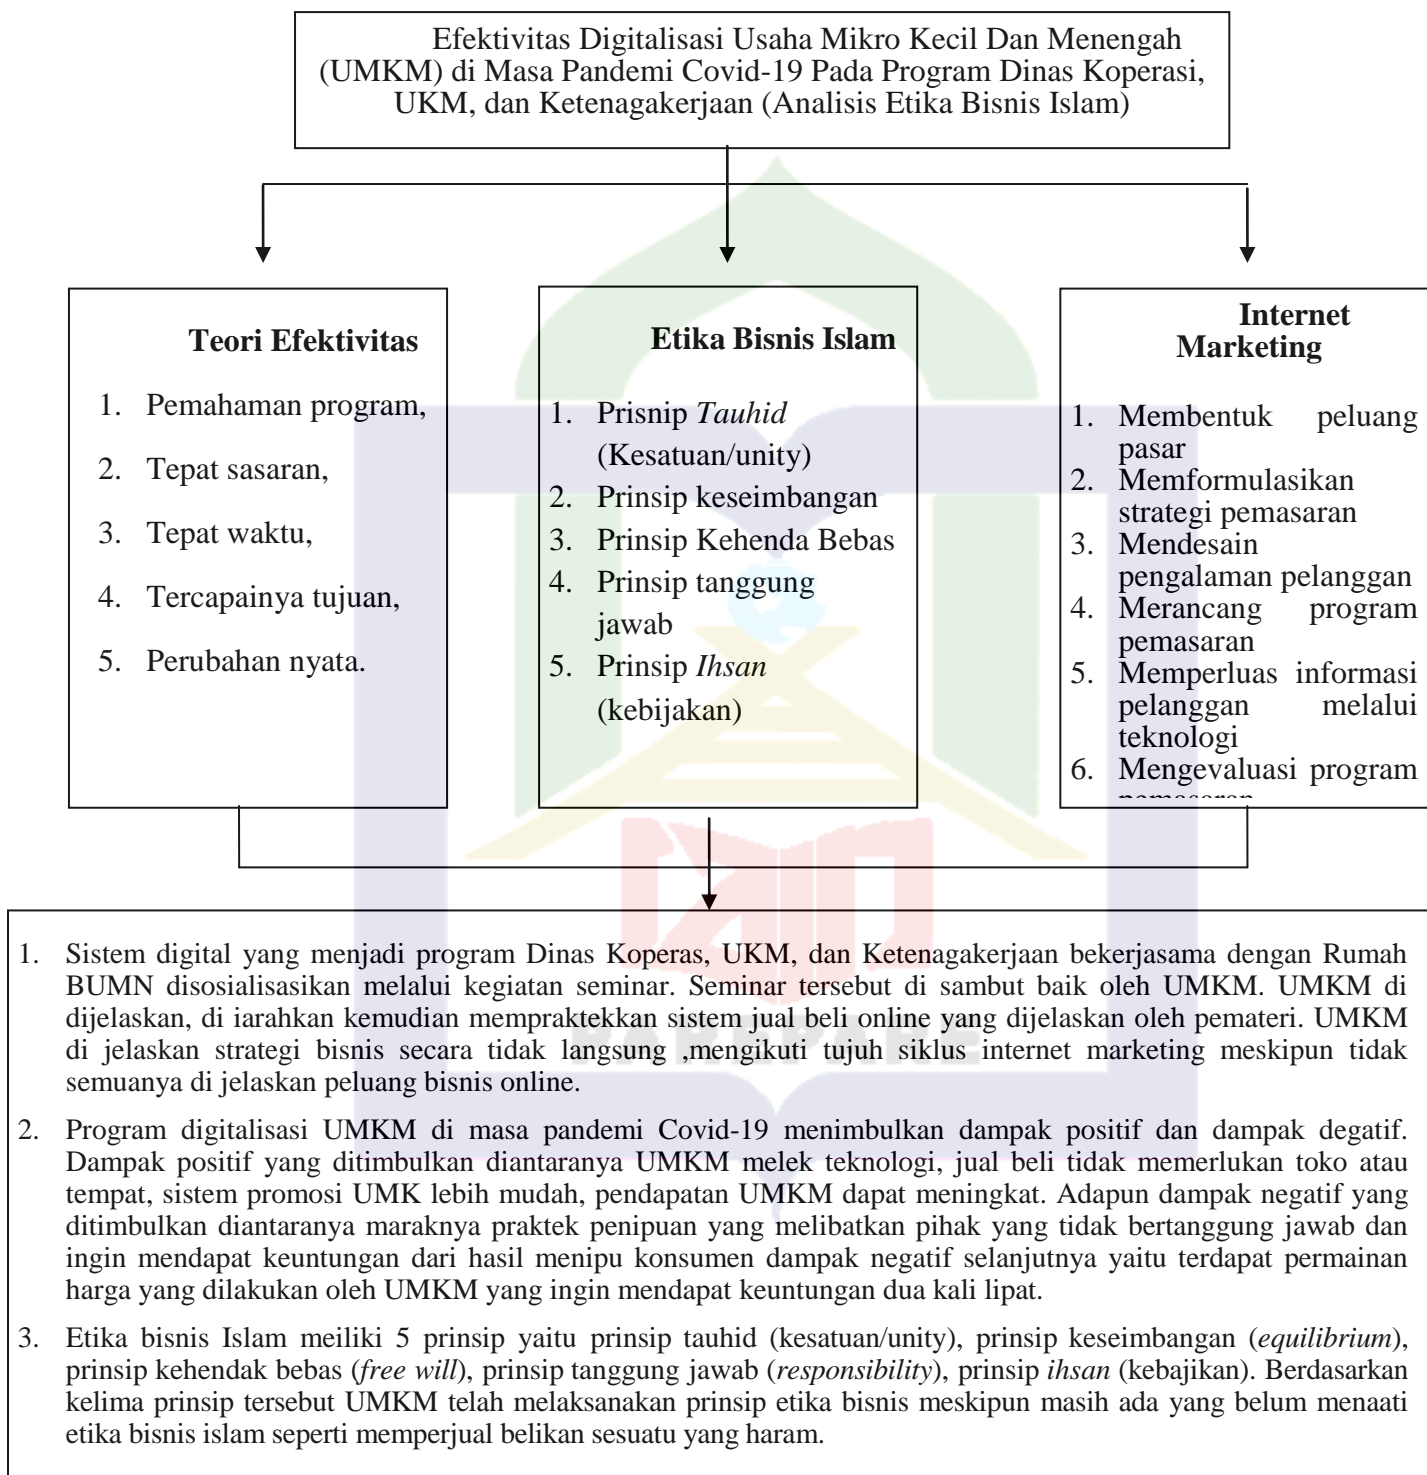 Efektivitas Digitalisasi Usaha Mikro Kecil Dan Menengah
(UMKM) di Masa Pandemi Covid-19 Pada Program Dinas Koperasi,
UKM, dan Ketenagakerjaan (Analisis Etika Bisnis Islam)
Teori Efektivitas
1. Pemahaman program,
2. Tepat sasaran,
3. Tepat waktu,
4. Tercapainya tujuan,
5. Perubahan nyata.
Etika Bisnis Islam
1. Prisnip Tauhid
(Kesatuan/unity)
2. Prinsip keseimbangan
3. Prinsip Kehenda Bebas
4. Prinsip tanggung
jawab
5. Prinsip Ihsan
(kebijakan)
Internet
Marketing
1. Membentuk peluang
pasar
2. Memformulasikan
strategi pemasaran
3. Mendesain
pengalaman pelanggan
4. Merancang program
pemasaran
5. Memperluas informasi
pelanggan melalui
teknologi
6. Mengevaluasi program
1. Sistem digital yang menjadi program Dinas Koperas, UKM, dan Ketenagakerjaan bekerjasama dengan Rumah
BUMN disosialisasikan melalui kegiatan seminar. Seminar tersebut di sambut baik oleh UMKM. UMKM di
dijelaskan, di iarahkan kemudian mempraktekkan sistem jual beli online yang dijelaskan oleh pemateri. UMKM
di jelaskan strategi bisnis secara tidak langsung ,mengikuti tujuh siklus internet marketing meskipun tidak
semuanya di jelaskan peluang bisnis online.
PAREPARE
2. Program digitalisasi UMKM di masa pandemi Covid-19 menimbulkan dampak positif dan dampak degatif.
Dampak positif yang ditimbulkan diantaranya UMKM melek teknologi, jual beli tidak memerlukan toko atau
tempat, sistem promosi UMK lebih mudah, pendapatan UMKM dapat meningkat. Adapun dampak negatif yang
ditimbulkan diantaranya maraknya praktek penipuan yang melibatkan pihak yang tidak bertanggung jawab dan
ingin mendapat keuntungan dari hasil menipu konsumen dampak negatif selanjutnya yaitu terdapat permainan
harga yang dilakukan oleh UMKM yang ingin mendapat keuntungan dua kali lipat.
3. Etika bisnis Islam meiliki 5 prinsip yaitu prinsip tauhid (kesatuan/unity), prinsip keseimbangan (equilibrium),
prinsip kehendak bebas (free will), prinsip tanggung jawab (responsibility), prinsip ihsan (kebajikan). Berdasarkan
kelima prinsip tersebut UMKM telah melaksanakan prinsip etika bisnis meskipun masih ada yang belum menaati
etika bisnis islam seperti memperjual belikan sesuatu yang haram.